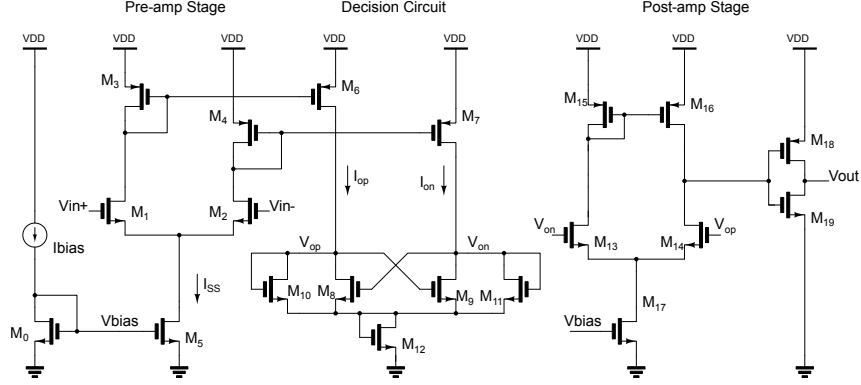 Pre-amp Stage Decision Circuit Post-amp Stage
VDD VDD VDD VDD VDD VDD VDD VDD
M3 M6 M15 M16
M4 M7 M18
Iop Ion Vout
Vin+ M1 M2 Vin- M19
Ibias Vop Von Von M13 M14 Vop
ISS M10 M8 M9 M11
M17
Vbias Vbias
M0 M5 M12